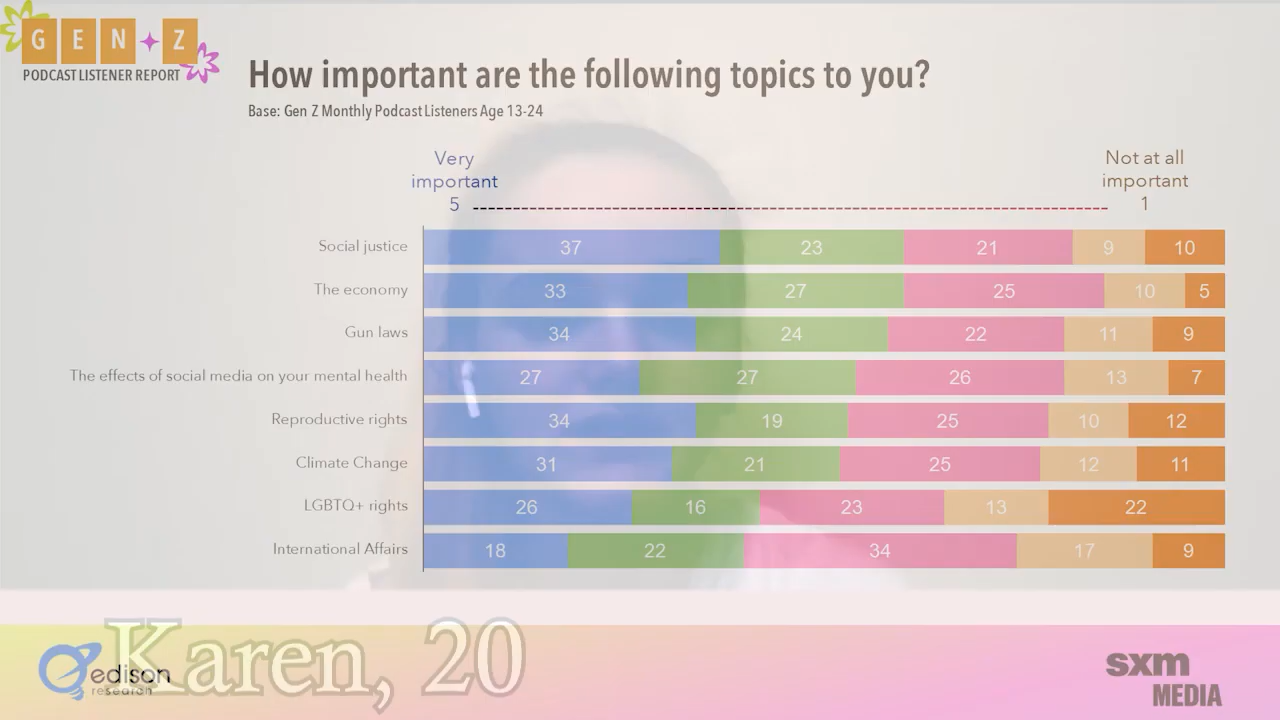 GEN Z
PODCAST LISTENER REPORT
How important are the following topics to you?
Base: Gen Z Monthly Podcast Listeners Age 13-24
Very
important
5
Not at all
important
1
Social justice 37 23 21 9 10
The economy 33 27 25 10 5
Gun laws 34 24 22 11 9
The effects of social media on your mental health 27 27 26 13 7
Reproductive rights 34 19 25 10 12
Climate Change 31 21 25 12 11
LGBTQ+ rights 26 16 23 13 22
International Affairs 18 22 34 17 9
Karen, 20
edison
research
sxm
MEDIA